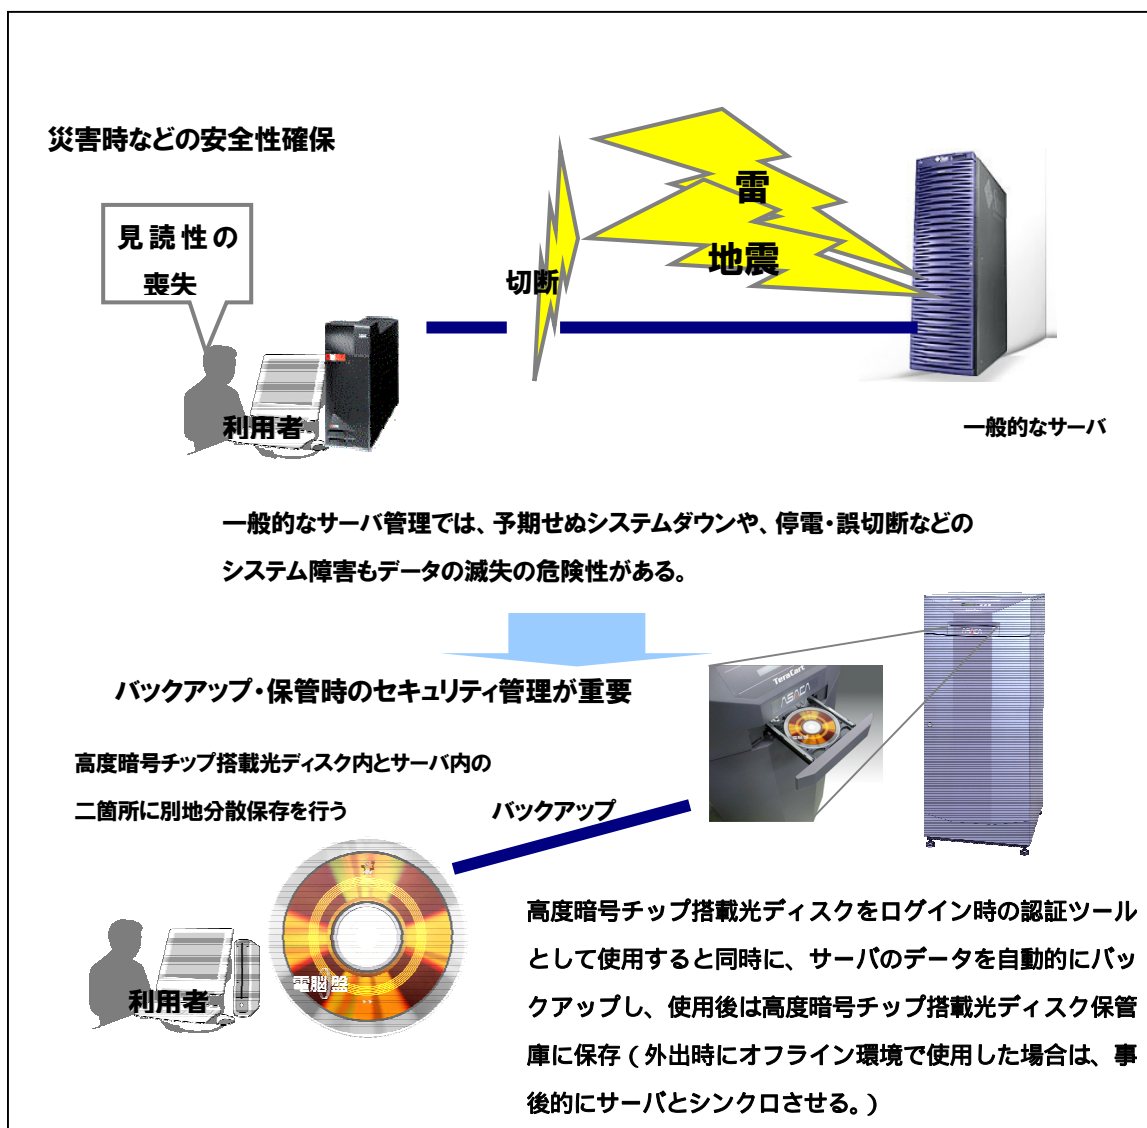 災害時などの安全性確保
雷
見読性の
喪失
地震
切断
利用者
一般的なサーバ
一般的なサーバ管理では、予期せぬシステムダウンや、停電・誤切断などの
システム障害もデータの滅失の危険性がある。
バックアップ・保管時のセキュリティ管理が重要
TeraCart
ASACA
ASACA
高度暗号チップ搭載光ディスク内とサーバ内の
二箇所に別地分散保存を行う
バックアップ
電脳盤
利用者
高度暗号チップ搭載光ディスクをログイン時の認証ツール
として使用すると同時に、サーバのデータを自動的にバッ
クアップし、使用後は高度暗号チップ搭載光ディスク保管
庫に保存（外出時にオフライン環境で使用した場合は、事
後的にサーバとシンクロさせる。）